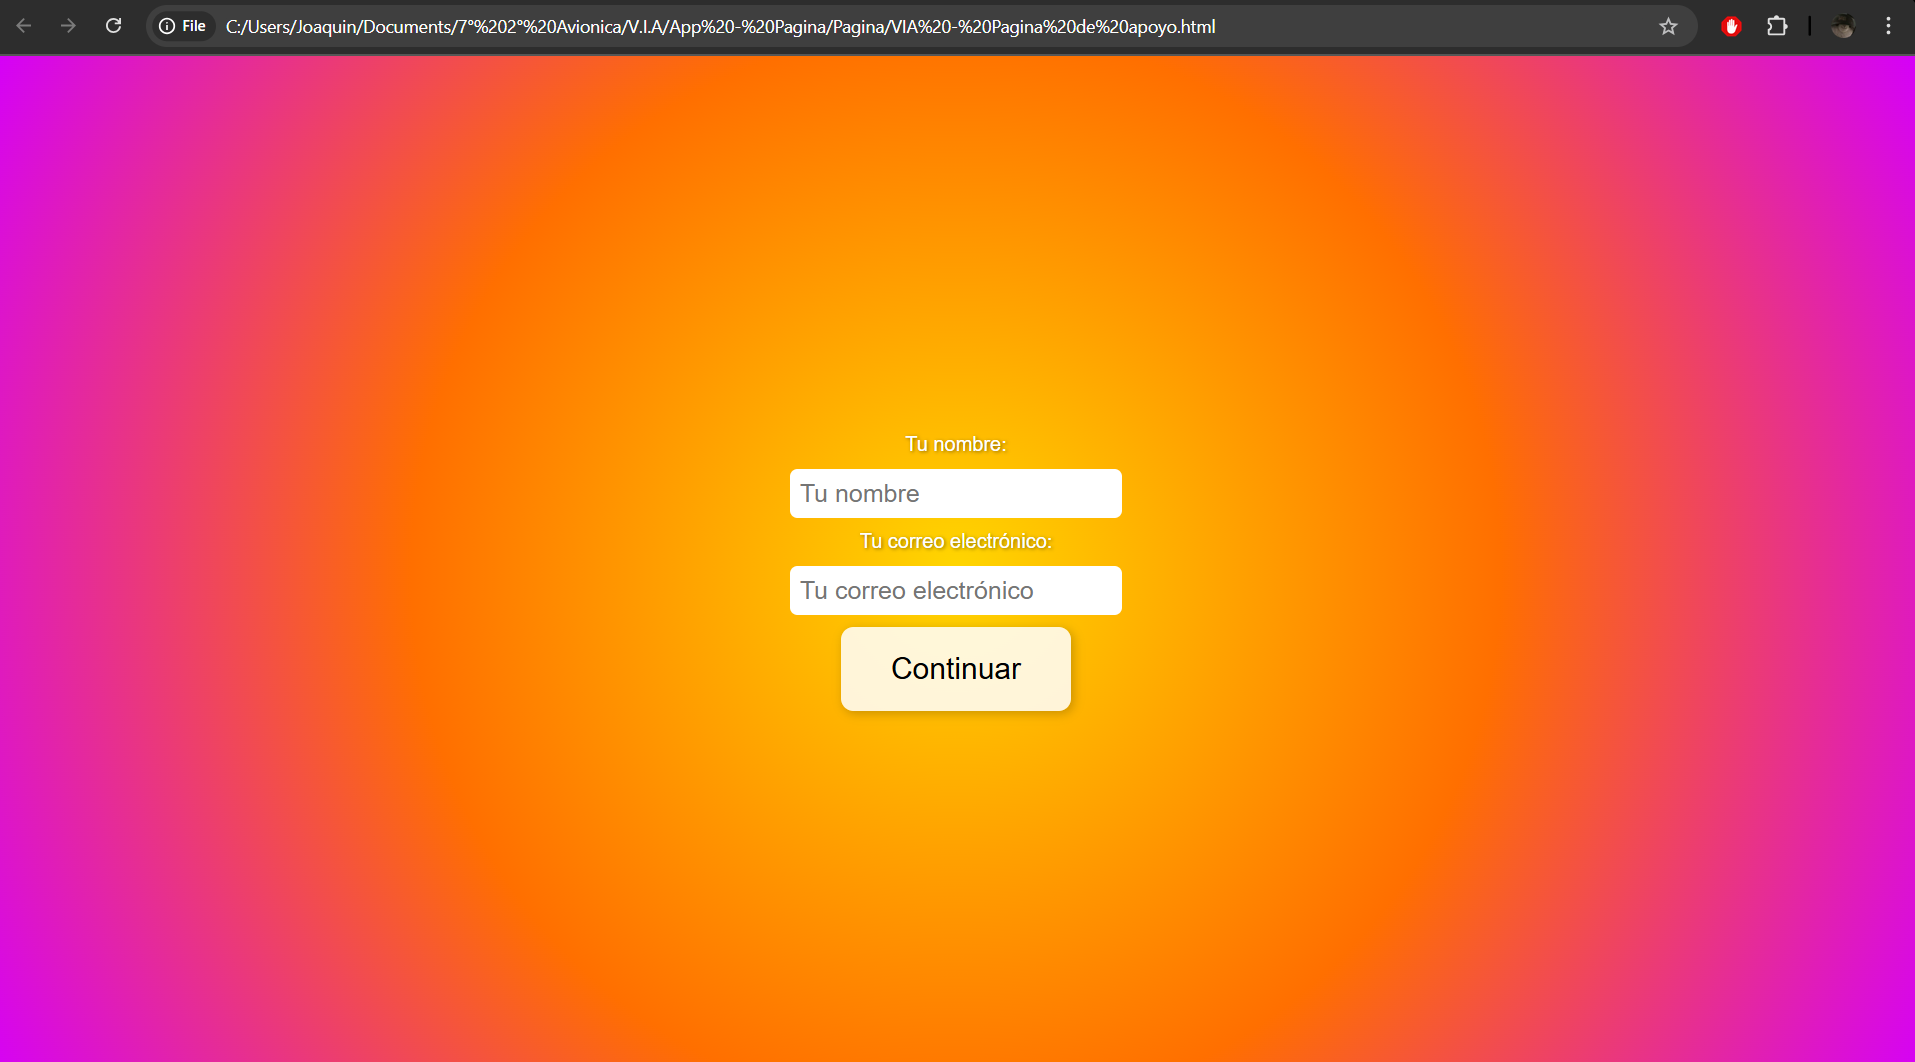 File
C:/Users/Joaquin/Documents/7°%202°%20Avionica/V.I.A/App%20-%20Pagina/Pagina/VIA%20-%20Pagina%20de%20apoyo.html
Tu nombre:
Tu nombre
Tu correo electrónico:
Tu correo electrónico
Continuar